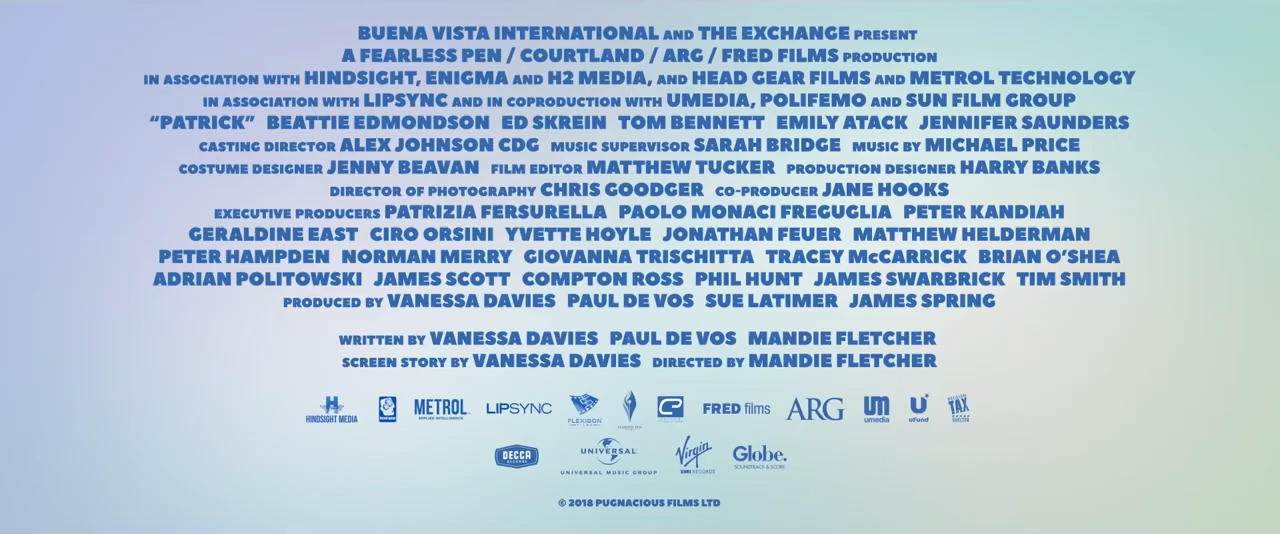 BUENA VISTA INTERNATIONAL AND THE EXCHANGE PRESENT
A FEARLESS PEN / COURTLAND / ARG / FRED FILMS PRODUCTION
IN ASSOCIATION WITH HINDSIGHT, ENIGMA AND H2 MEDIA, AND HEAD GEAR FILMS AND METROL TECHNOLOGY
IN ASSOCIATION WITH LIPSYNC AND IN COPRODUCTION WITH UMEDIA, POLIFEMO AND SUN FILM GROUP
“PATRICK” BEATTIE EDMONDSON ED SKREIN TOM BENNETT EMILY ATACK JENNIFER SAUNDERS
CASTING DIRECTOR ALEX JOHNSON CDG MUSIC SUPERVISOR SARAH BRIDGE MUSIC BY MICHAEL PRICE
COSTUME DESIGNER JENNY BEAVAN FILM EDITOR MATTHEW TUCKER PRODUCTION DESIGNER HARRY BANKS
DIRECTOR OF PHOTOGRAPHY CHRIS GOODGER CO-PRODUCER JANE HOOKS
EXECUTIVE PRODUCERS PATRIZIA FERSURELLA PAOLO MONACI FREGUGLIA PETER KANDIAH
GERALDINE EAST CIRO ORSINI YVETTE HOYLE JONATHAN FEUER MATTHEW HELDERMAN
PETER HAMPDEN NORMAN MERRY GIOVANNA TRISCHITTA TRACEY McCARRICK BRIAN O’SHEA
ADRIAN POLITOWSKI JAMES SCOTT COMPTON ROSS PHIL HUNT JAMES SWARBRICK TIM SMITH
PRODUCED BY VANESSA DAVIES PAUL DE VOS SUE LATIMER JAMES SPRING
WRITTEN BY VANESSA DAVIES PAUL DE VOS MANDIE FLETCHER
SCREEN STORY BY VANESSA DAVIES DIRECTED BY MANDIE FLETCHER
HINDSIGHT MEDIA METROL APPLIED INTELLIGENCE LIPSYNC FLEXIBON FRED films ARG um umedia U uFund TAX SHELTER
DECCA RECORDS UNIVERSAL UNIVERSAL MUSIC GROUP Virgin EMI RECORDS Globe. SOUNDTRACK & SCORE
© 2018 PUGNACIOUS FILMS LTD